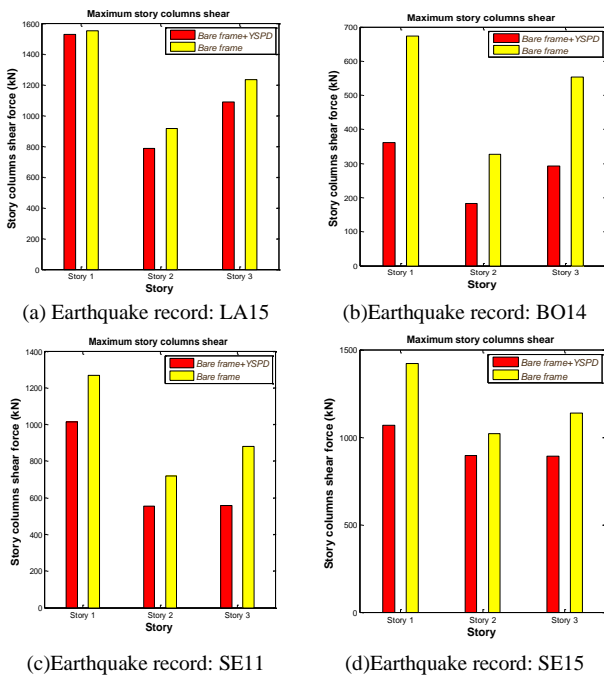 Maximum story columns shear
Story columns shear force (kN)
1600
1400
1200
1000
800
600
400
200
0
Bare frame+YSPD
Bare frame
Story 1 Story 2 Story 3
Story
(a) Earthquake record: LA15
Maximum story columns shear
Story columns shear force (kN)
700
600
500
400
300
200
100
0
Bare frame+YSPD
Bare frame
Story 1 Story 2 Story 3
Story
(b)Earthquake record: BO14
Maximum story columns shear
Story columns shear force (kN)
1400
1200
1000
800
600
400
200
0
Bare frame+YSPD
Bare frame
Story 1 Story 2 Story 3
Story
(c)Earthquake record: SE11
Maximum story columns shear
Story columns shear force (kN)
1500
1000
500
0
Bare frame+YSPD
Bare frame
Story 1 Story 2 Story 3
Story
(d)Earthquake record: SE15